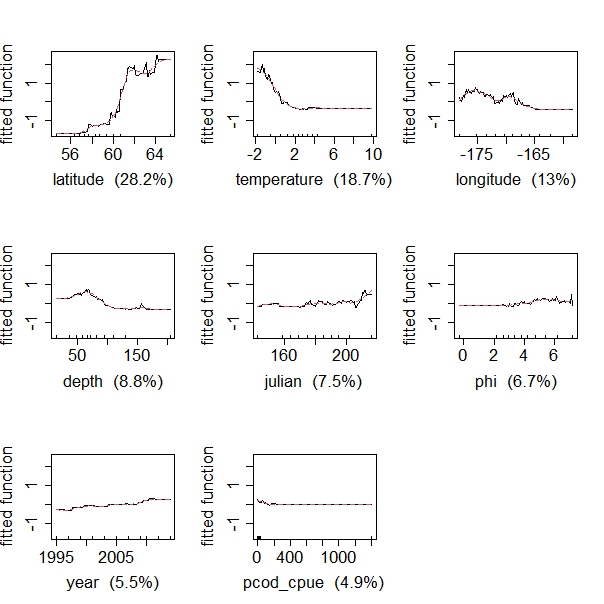 fitted function
-1 1
56 60 64
latitude (28.2%)
fitted function
-1 1
-2 2 6 10
temperature (18.7%)
fitted function
-1 1
-175 -165
longitude (13%)
fitted function
-1 1
50 150
depth (8.8%)
fitted function
-1 1
160 200
julian (7.5%)
fitted function
-1 1
0 2 4 6
phi (6.7%)
fitted function
-1 1
1995 2005
year (5.5%)
fitted function
-1 1
0 400 1000
pcod_cpue (4.9%)